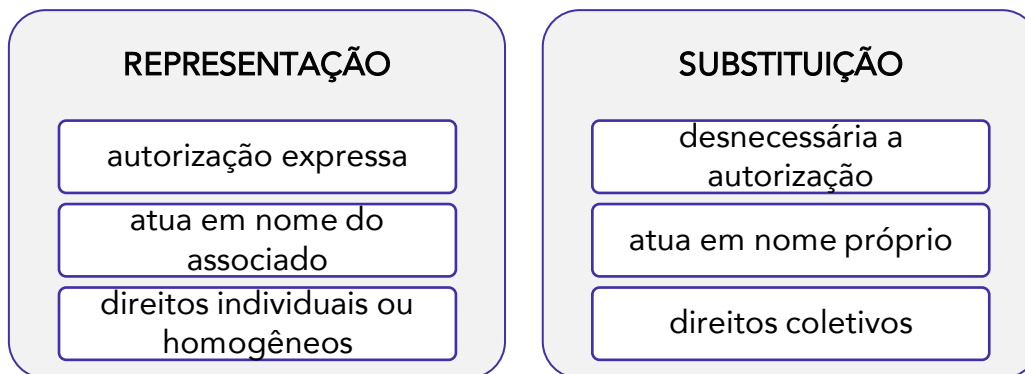 REPRESENTAÇÃO
autorização expressa
atua em nome do
associado
direitos individuais ou
homogêneos
SUBSTITUIÇÃO
desnecessária a
autorização
atua em nome próprio
direitos coletivos